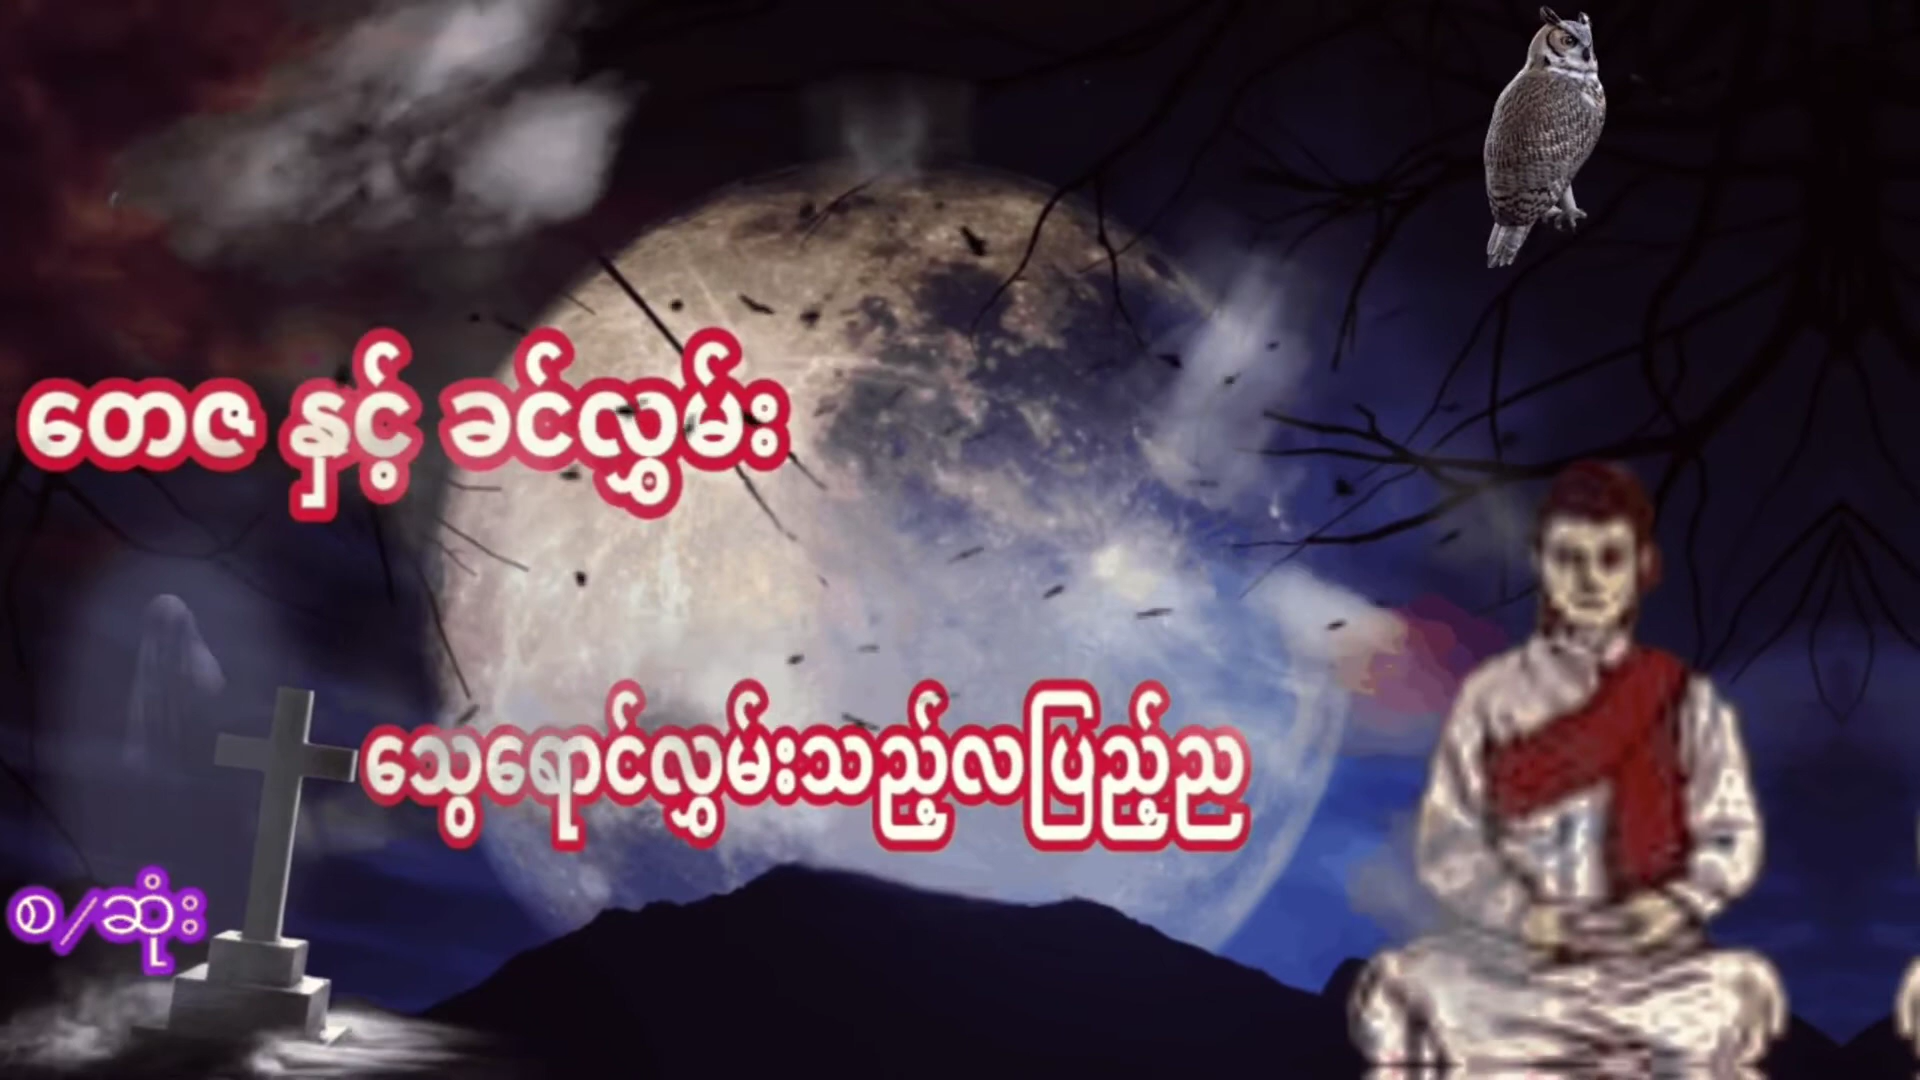 တေဇ နှင့် ခင်လွှမ်း
သွေရောင်လွှမ်းသည့်လပြည့်ည
စ/ဆုံး